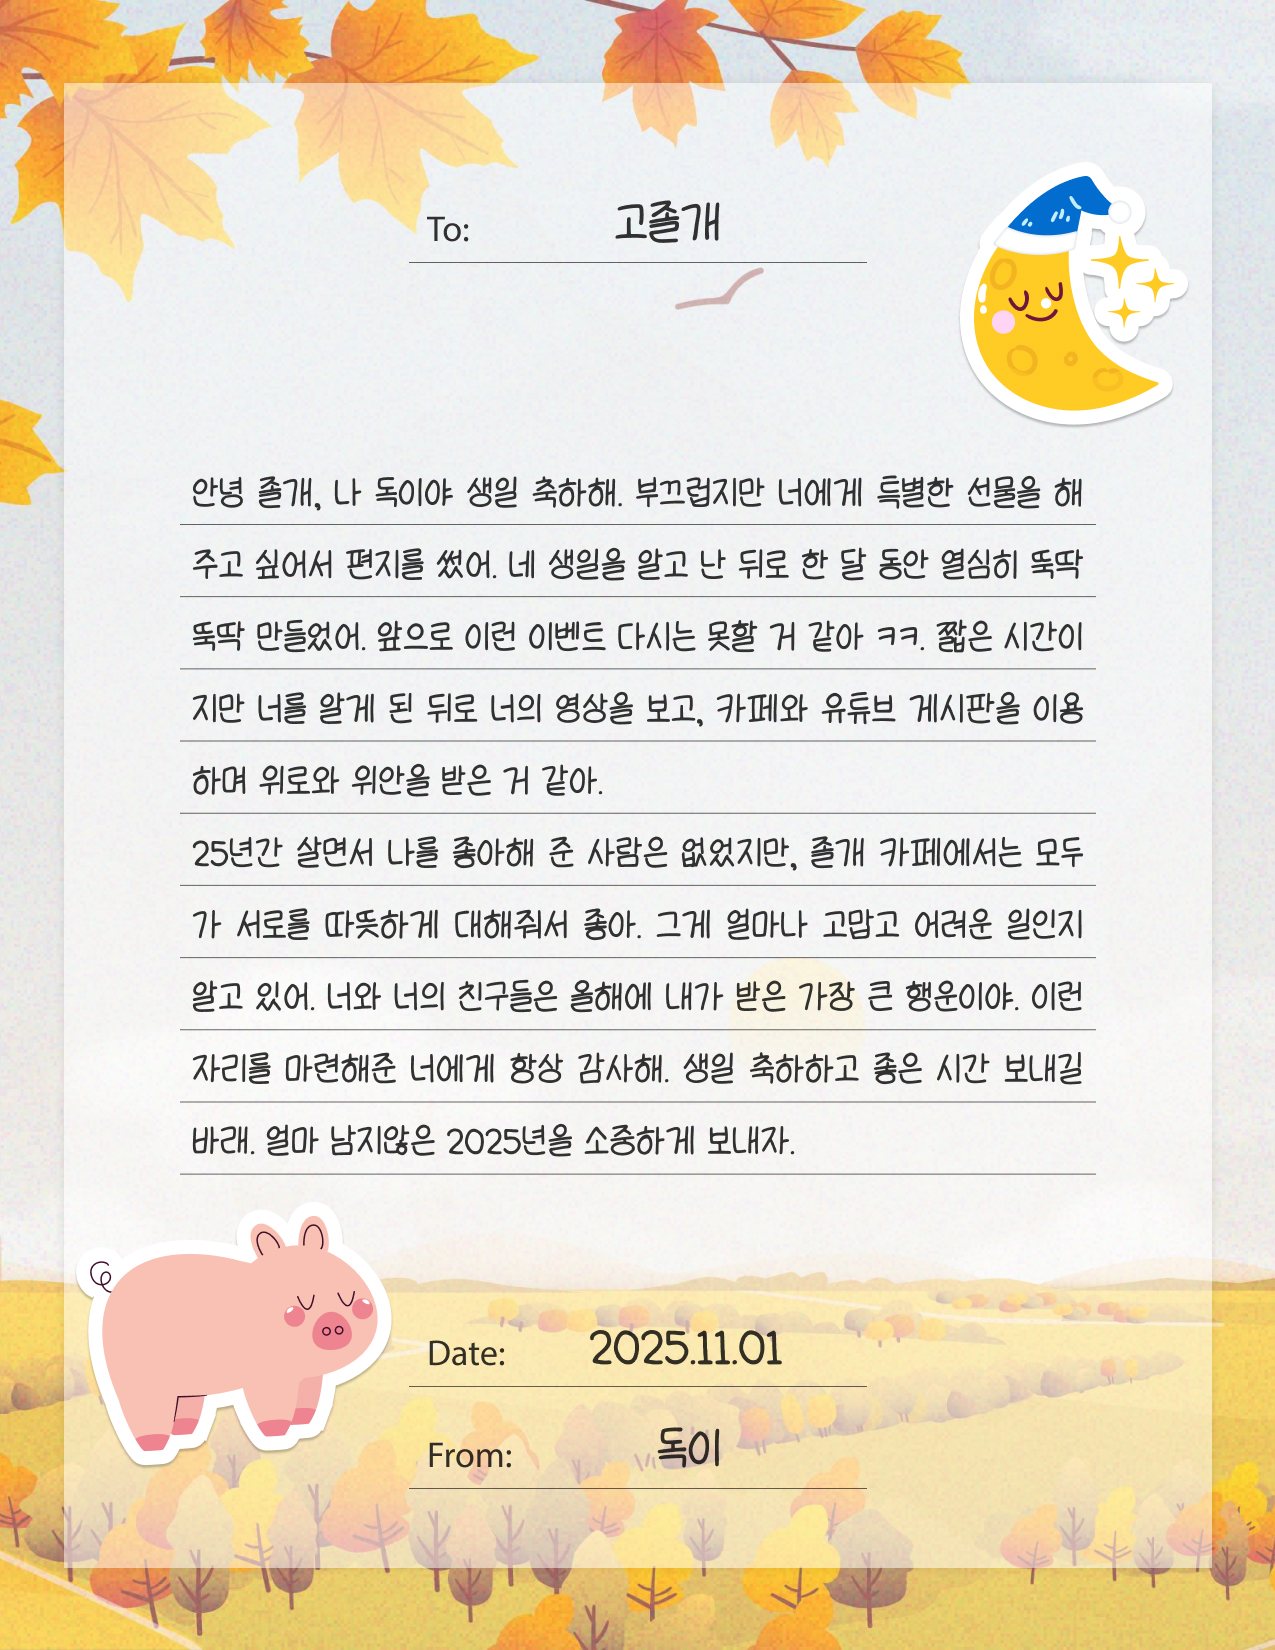 To: 고졸개
안녕 졸개, 나 독이야 생일 축하해. 부끄럽지만 너에게 특별한 선물을 해
주고 싶어서 편지를 썼어. 네 생일을 알고 난 뒤로 한 달 동안 열심히 뚝딱
뚝딱 만들었어. 앞으로 이런 이벤트 다시는 못할 거 같아 ㅋㅋ. 짧은 시간이
지만 너를 알게 된 뒤로 너의 영상을 보고, 카페와 유튜브 게시판을 이용
하며 위로와 위안을 받은 거 같아.
25년간 살면서 나를 좋아해 준 사람은 없었지만, 졸개 카페에서는 모두
가 서로를 따뜻하게 대해줘서 좋아. 그게 얼마나 고맙고 어려운 일인지
알고 있어. 너와 너의 친구들은 올해에 내가 받은 가장 큰 행운이야. 이런
자리를 마련해준 너에게 항상 감사해. 생일 축하하고 좋은 시간 보내길
바래. 얼마 남지않은 2025년을 소중하게 보내자.
Date: 2025.11.01
From: 독이